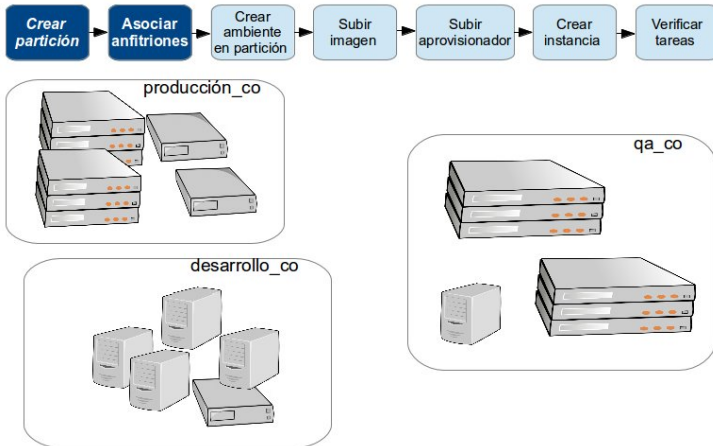 Crear
partición
Asociar
anfitriones
Crear
ambiente
en partición
Subir
imagen
Subir
aprovisionador
Crear
instancia
Verificar
tareas
producción_co
qa_co
desarrollo_co